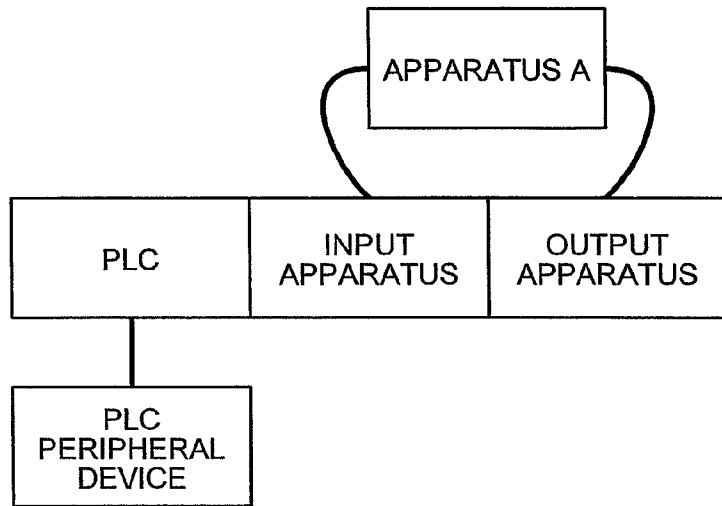 APPARATUS A
PLC
INPUT
APPARATUS
OUTPUT
APPARATUS
PLC
PERIPHERAL
DEVICE